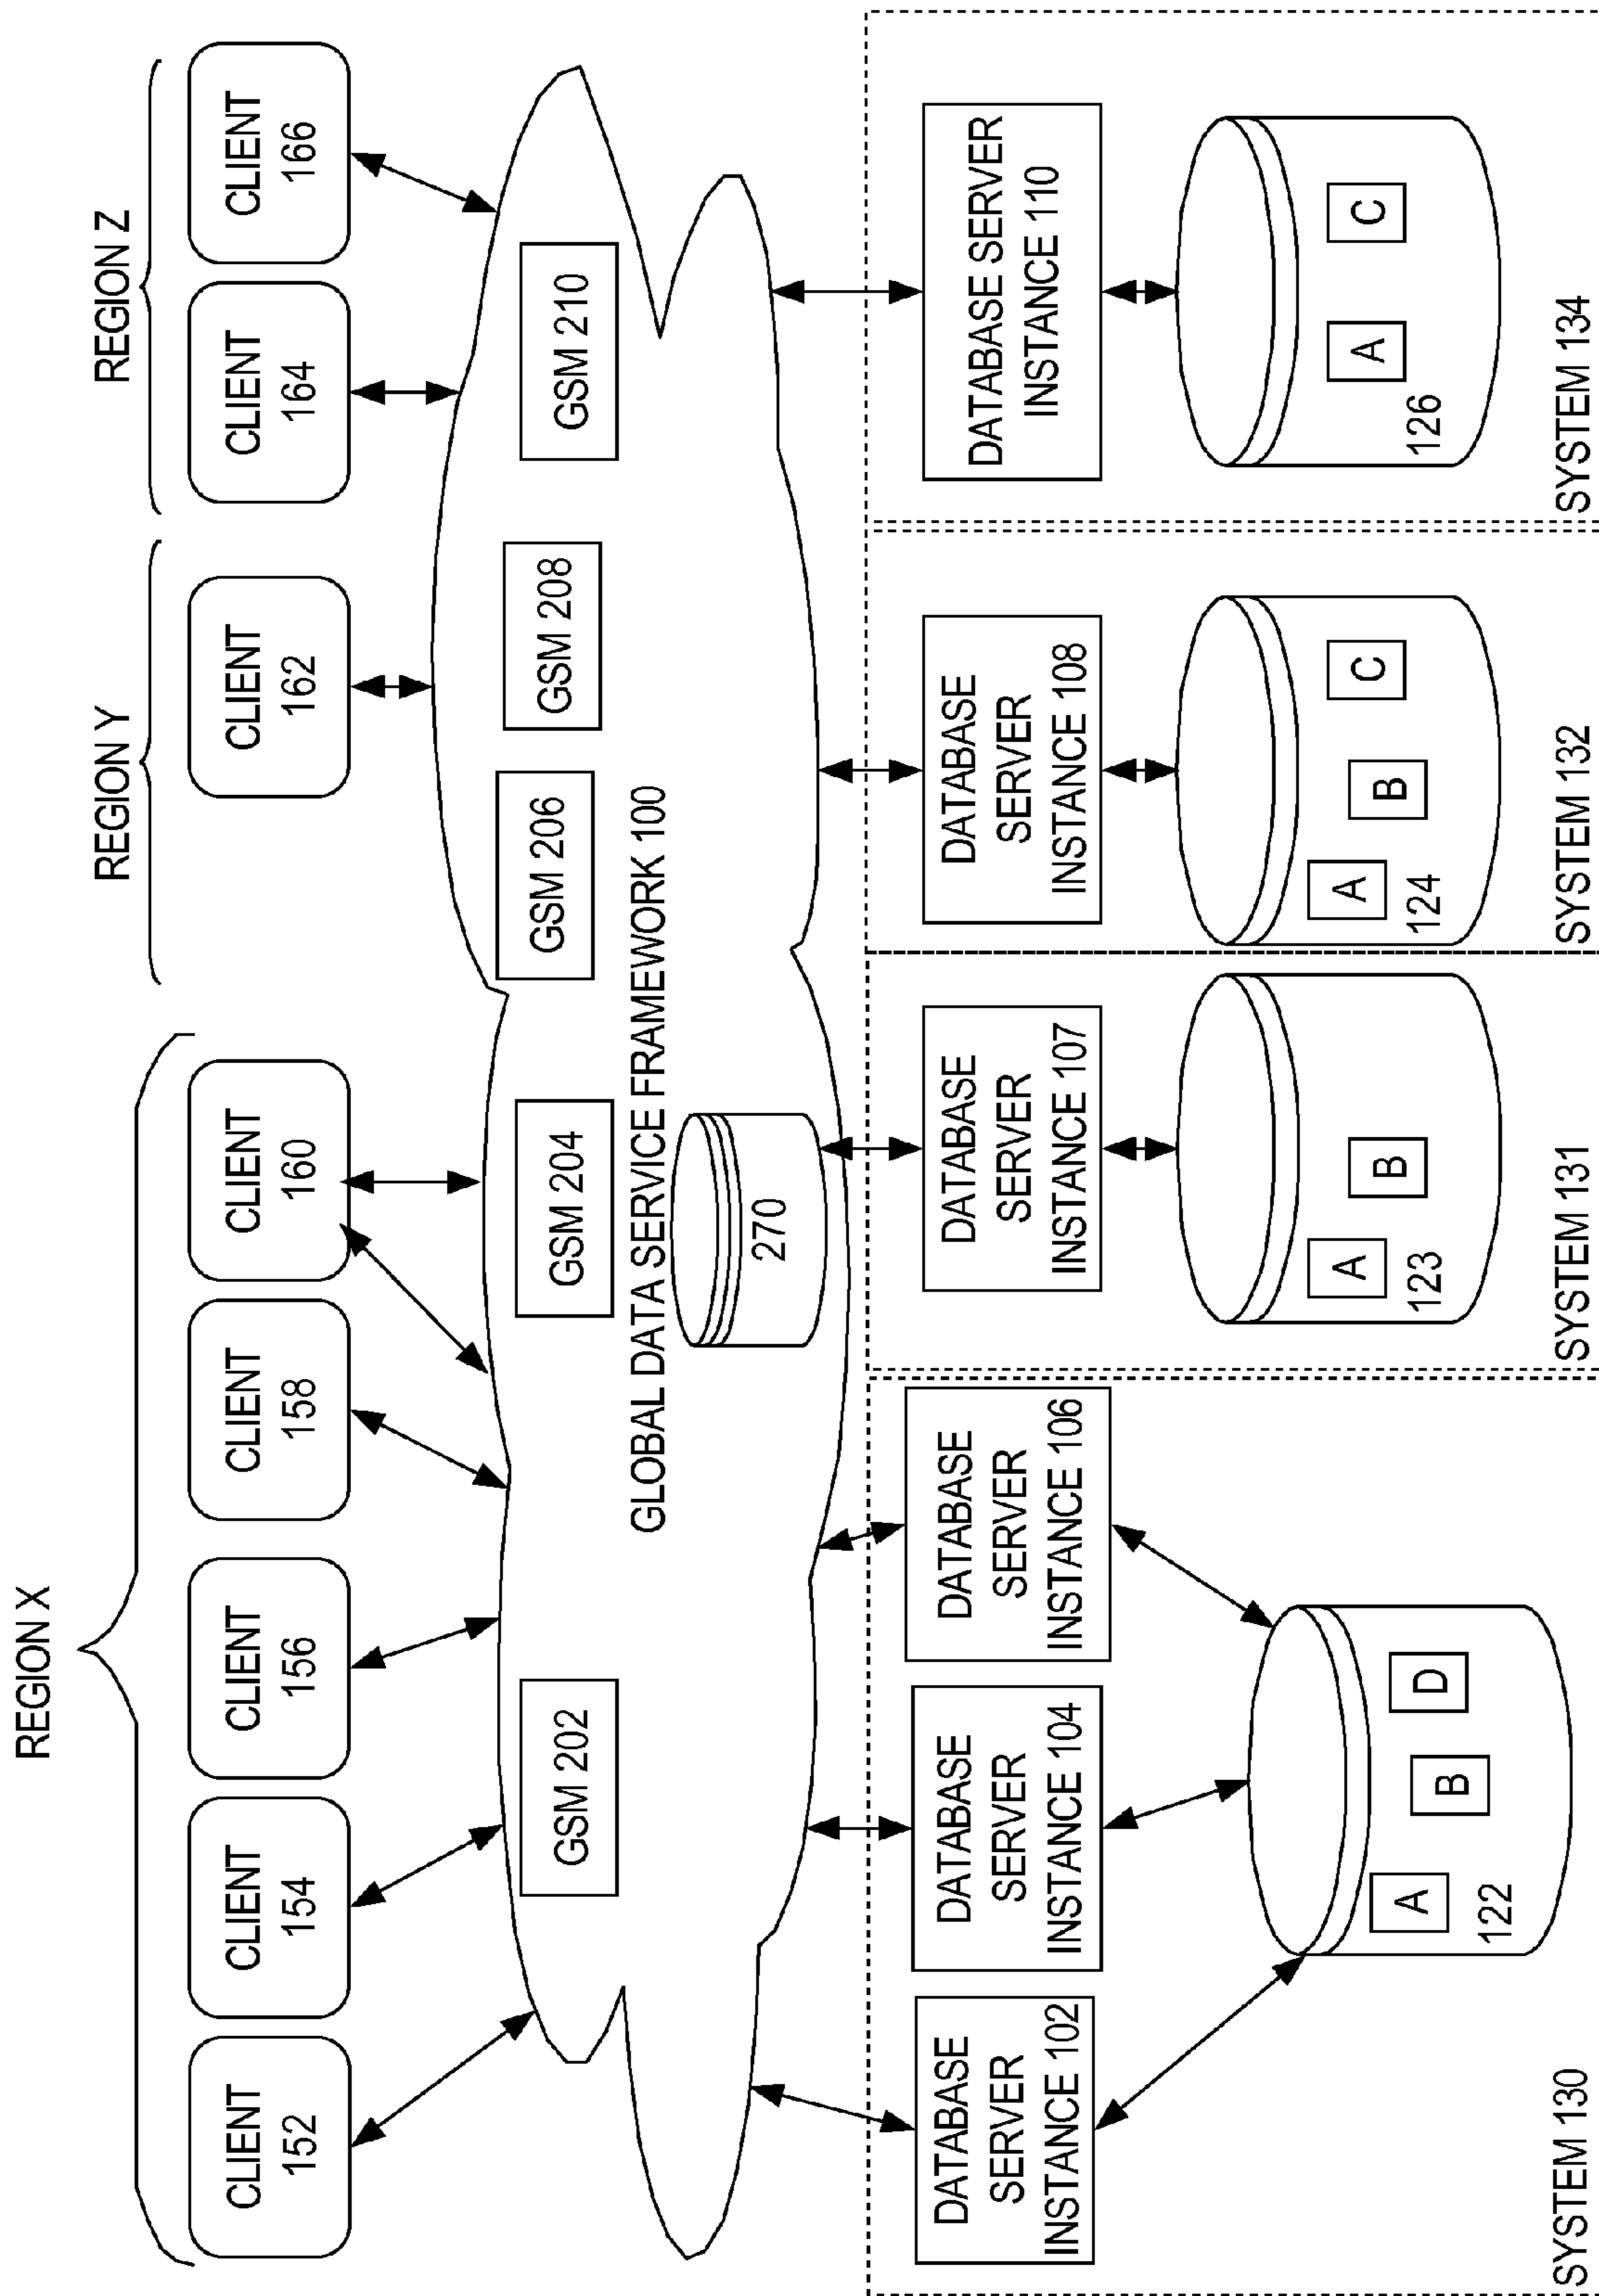 REGION X
REGION Y
REGION Z
CLIENT
152
CLIENT
154
CLIENT
156
CLIENT
158
CLIENT
160
CLIENT
162
CLIENT
164
CLIENT
166
GSM 202
GSM 204
GSM 206
GSM 208
GSM 210
GLOBAL DATA SERVICE FRAMEWORK 100
270
DATABASE
SERVER
INSTANCE 102
DATABASE
SERVER
INSTANCE 104
DATABASE
SERVER
INSTANCE 106
DATABASE
SERVER
INSTANCE 107
DATABASE
SERVER
INSTANCE 108
DATABASE SERVER
INSTANCE 110
A
B
D
122
A
B
123
A
B
C
124
A
C
126
SYSTEM 130
SYSTEM 131
SYSTEM 132
SYSTEM 134